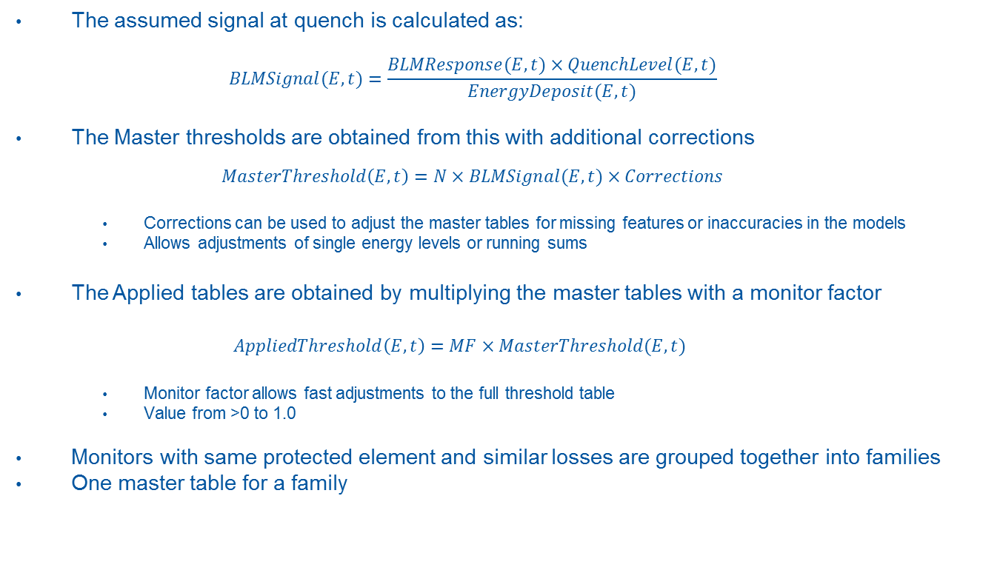 • The assumed signal at quench is calculated as:
BLMSignal(E,t) = BLMResponse(E,t) × QuenchLevel(E,t) / EnergyDeposit(E,t)
• The Master thresholds are obtained from this with additional corrections
MasterThreshold(E,t) = N × BLMSignal(E,t) × Corrections
• Corrections can be used to adjust the master tables for missing features or inaccuracies in the models
• Allows adjustments of single energy levels or running sums
• The Applied tables are obtained by multiplying the master tables with a monitor factor
AppliedThreshold(E,t) = MF × MasterThreshold(E,t)
• Monitor factor allows fast adjustments to the full threshold table
• Value from >0 to 1.0
• Monitors with same protected element and similar losses are grouped together into families
• One master table for a family